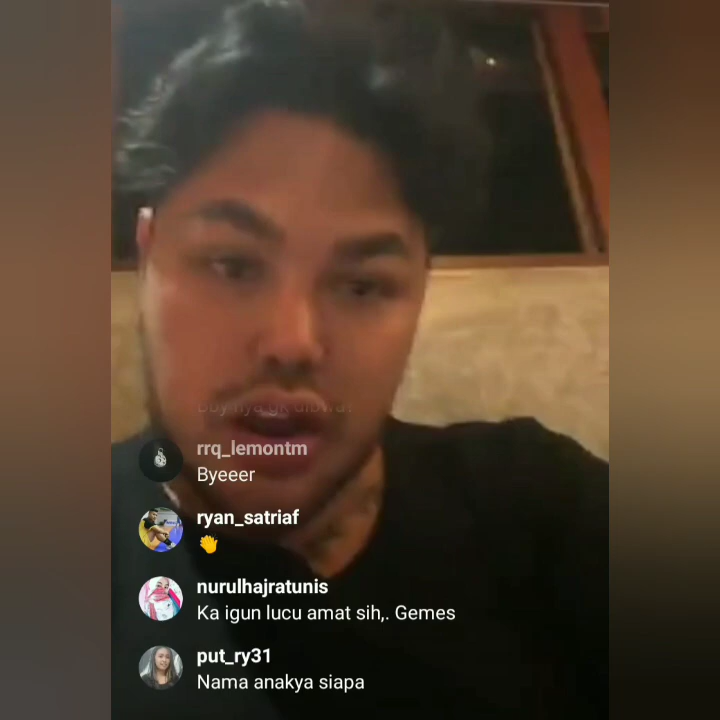 rrq_lemontm
Byeeer
ryan_satriaf
👋
nurulhajratunis
Ka igun lucu amat sih,. Gemes
put_ry31
Nama anakya siapa